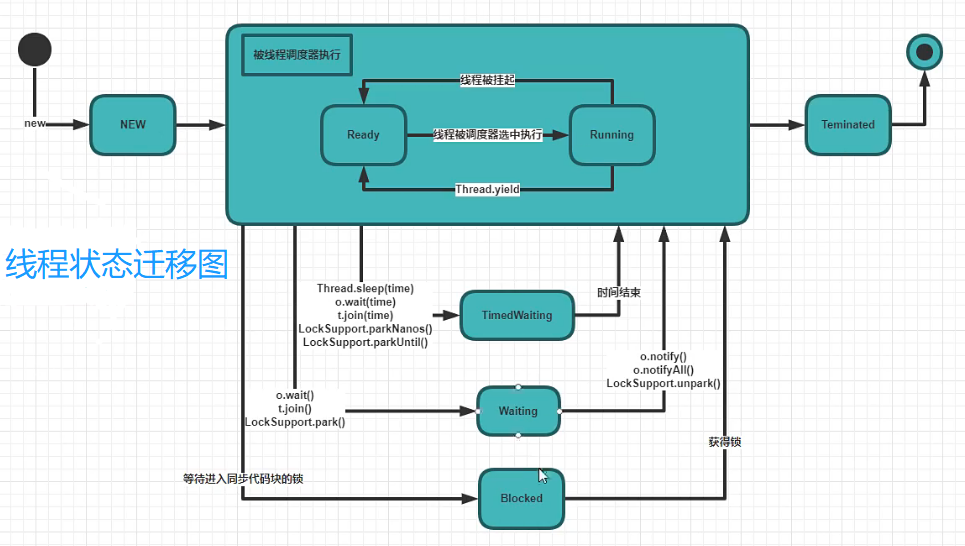 被线程调度器执行
线程被挂起
new
NEW
Ready
线程被调度器选中执行
Running
Teminated
Thread.yield
线程状态迁移图
Thread.sleep(time)
o.wait(time)
t.join(time)
LockSupport.parkNanos()
LockSupport.parkUntil()
TimedWaiting
时间结束
o.notify()
o.notifyAll()
LockSupport.unpark()
o.wait()
t.join()
LockSupport.park()
Waiting
获得锁
等待进入同步代码块的锁
Blocked